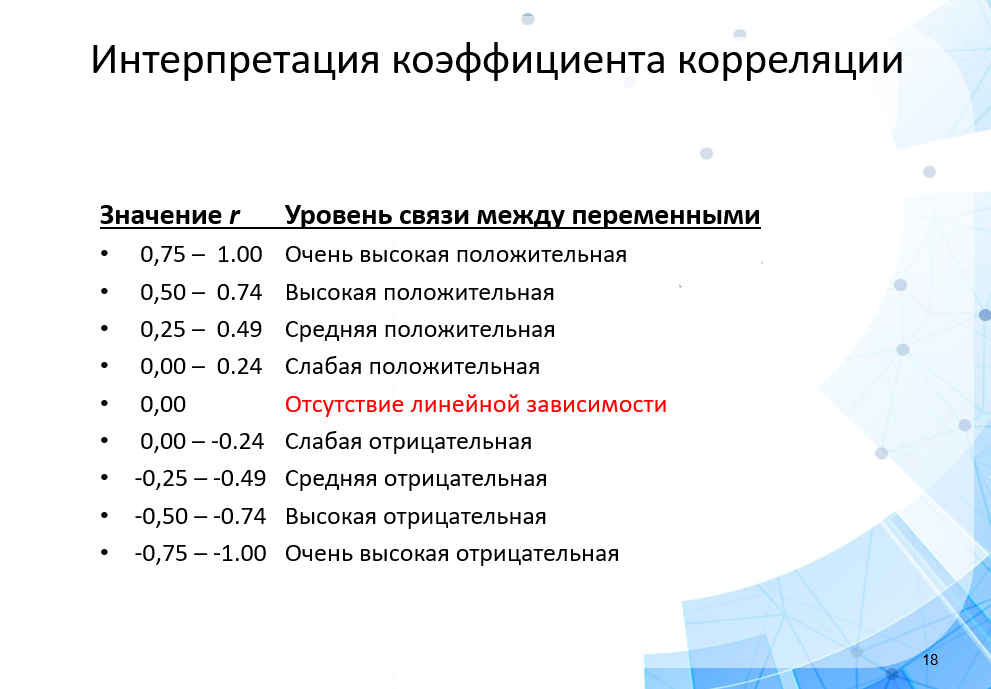 Интерпретация коэффициента корреляции
Значение r Уровень связи между переменными
• 0,75 – 1.00 Очень высокая положительная
• 0,50 – 0.74 Высокая положительная
• 0,25 – 0.49 Средняя положительная
• 0,00 – 0.24 Слабая положительная
• 0,00 Отсутствие линейной зависимости
• 0,00 – -0.24 Слабая отрицательная
• -0,25 – -0.49 Средняя отрицательная
• -0,50 – -0.74 Высокая отрицательная
• -0,75 – -1.00 Очень высокая отрицательная
18